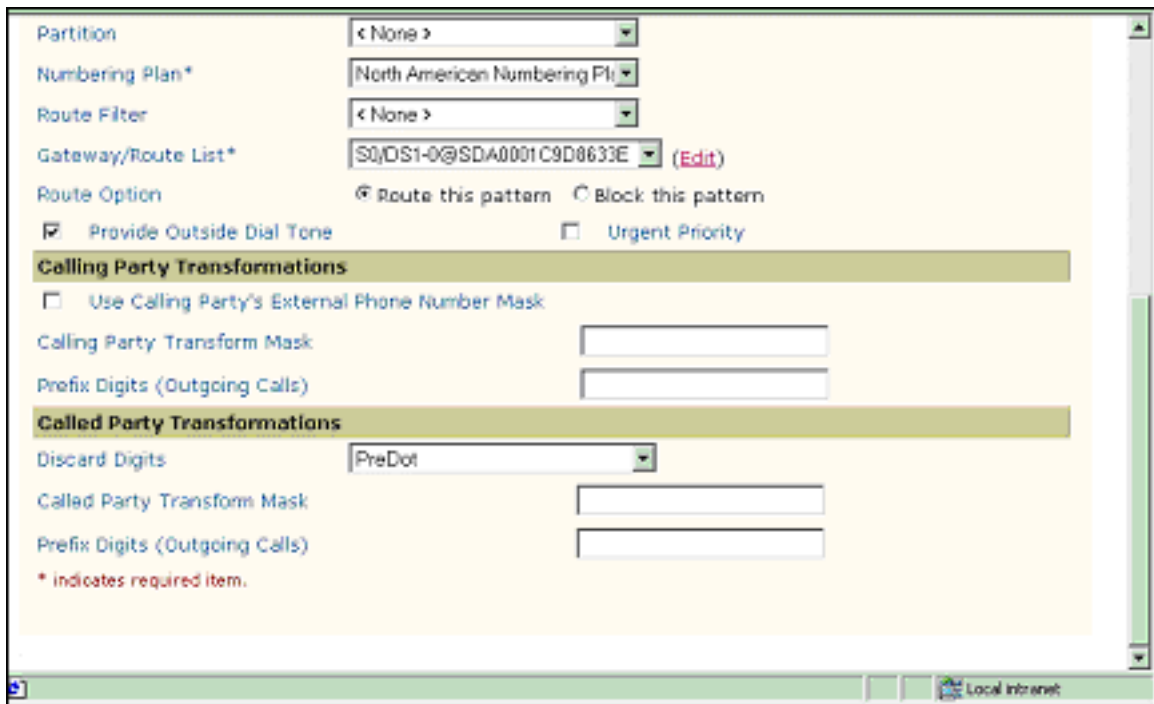 Partition < None >
Numbering Plan* North American Numbering Pla
Route Filter < None >
Gateway/Route List* S0/DS1-0@SDA0001C9D8633E (Edit)
Route Option Route this pattern Block this pattern
Provide Outside Dial Tone Urgent Priority
Calling Party Transformations
Use Calling Party's External Phone Number Mask
Calling Party Transform Mask
Prefix Digits (Outgoing Calls)
Called Party Transformations
Discard Digits PreDot
Called Party Transform Mask
Prefix Digits (Outgoing Calls)
* indicates required item.
Local intranet